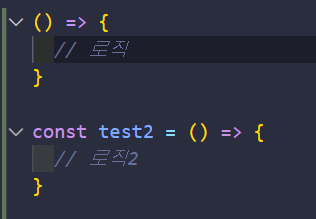 () => {
    // 로직
}

const test2 = () => {
    // 로직2
}